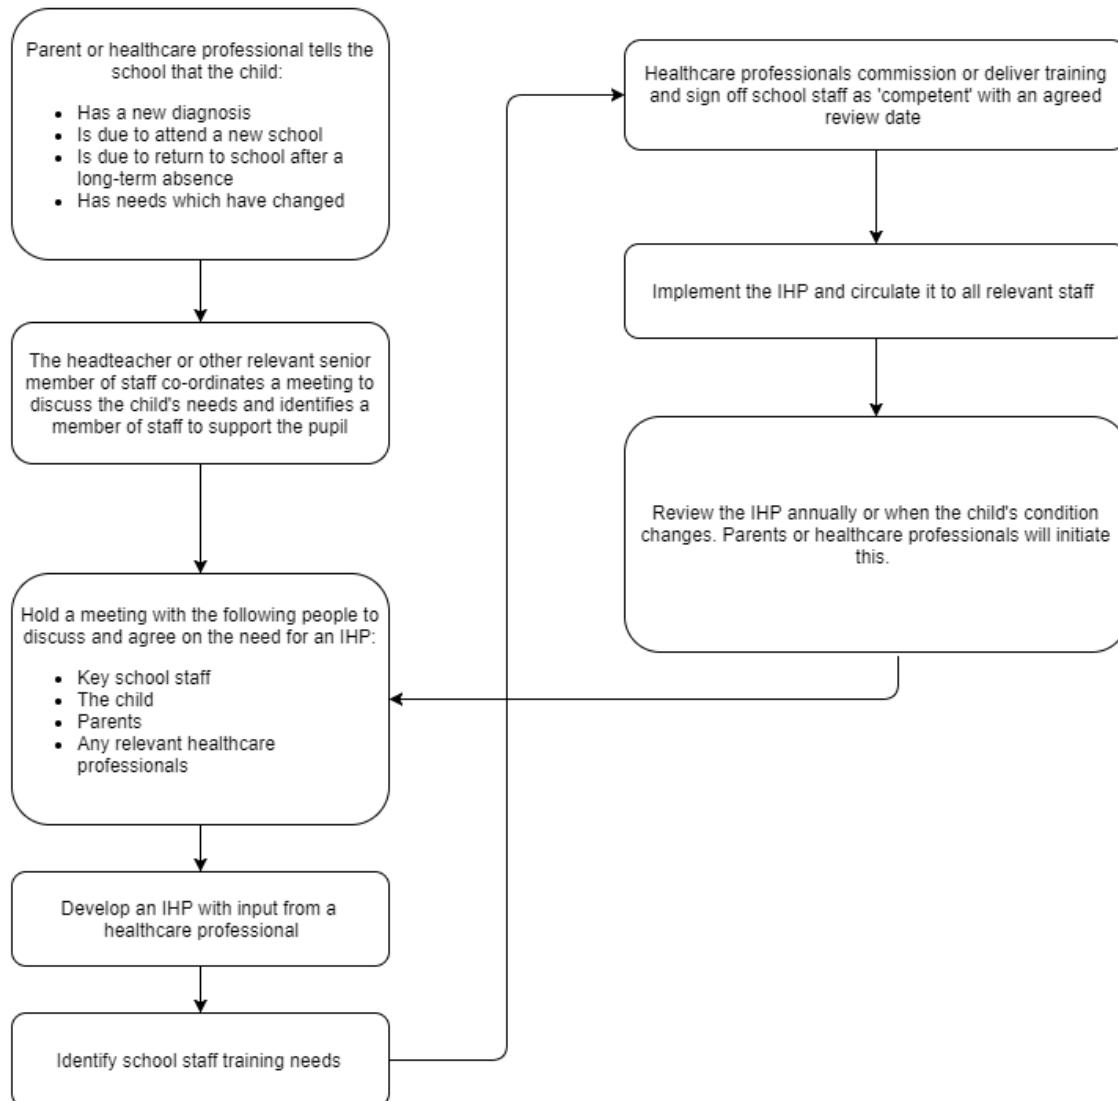 Parent or healthcare professional tells the
school that the child:
• Has a new diagnosis
• Is due to attend a new school
• Is due to return to school after a
long-term absence
• Has needs which have changed
The headteacher or other relevant senior
member of staff co-ordinates a meeting to
discuss the child's needs and identifies a
member of staff to support the pupil
Hold a meeting with the following people to
discuss and agree on the need for an IHP:
• Key school staff
• The child
• Parents
• Any relevant healthcare
professionals
Develop an IHP with input from a
healthcare professional
Identify school staff training needs
Healthcare professionals commission or deliver training
and sign off school staff as 'competent' with an agreed
review date
Implement the IHP and circulate it to all relevant staff
Review the IHP annually or when the child's condition
changes. Parents or healthcare professionals will initiate
this.